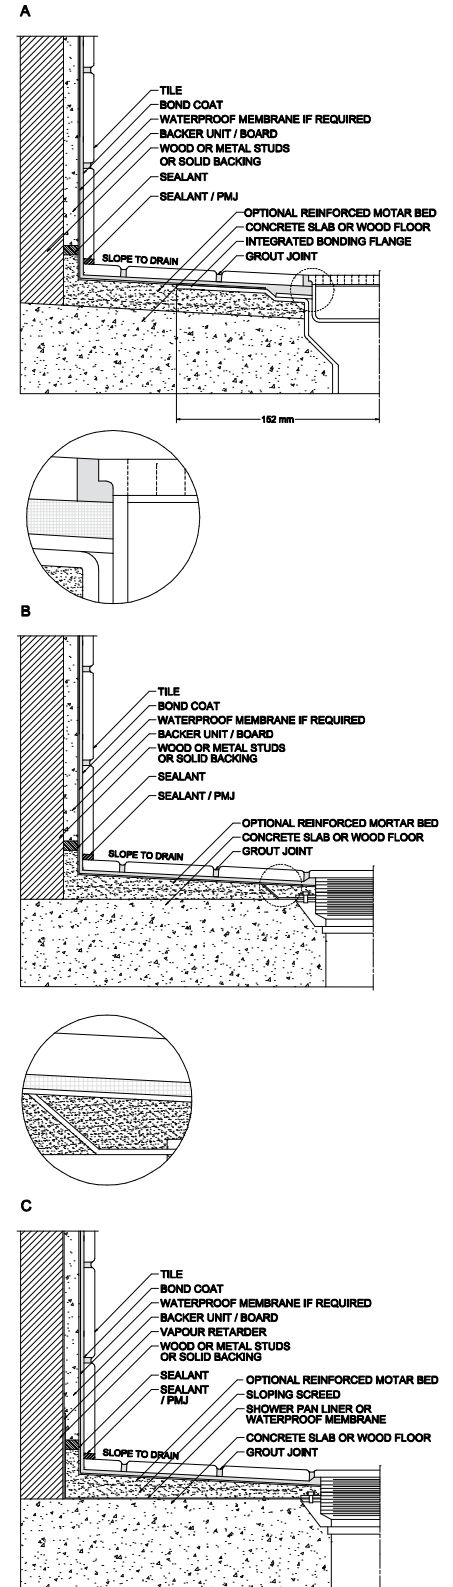 A
TILE
BOND COAT
WATERPROOF MEMBRANE IF REQUIRED
BACKER UNIT / BOARD
WOOD OR METAL STUDS
OR SOLID BACKING
SEALANT
SEALANT / PMJ
OPTIONAL REINFORCED MOTAR BED
CONCRETE SLAB OR WOOD FLOOR
INTEGRATED BONDING FLANGE
GROUT JOINT
SLOPE TO DRAIN
152 mm
B
TILE
BOND COAT
WATERPROOF MEMBRANE IF REQUIRED
BACKER UNIT / BOARD
WOOD OR METAL STUDS
OR SOLID BACKING
SEALANT
SEALANT / PMJ
OPTIONAL REINFORCED MORTAR BED
CONCRETE SLAB OR WOOD FLOOR
GROUT JOINT
SLOPE TO DRAIN
C
TILE
BOND COAT
WATERPROOF MEMBRANE IF REQUIRED
BACKER UNIT / BOARD
VAPOUR RETARDER
WOOD OR METAL STUDS
OR SOLID BACKING
SEALANT
SEALANT
/ PMJ
OPTIONAL REINFORCED MOTAR BED
SLOPING SCREED
SHOWER PAN LINER OR
WATERPROOF MEMBRANE
CONCRETE SLAB OR WOOD FLOOR
GROUT JOINT
SLOPE TO DRAIN